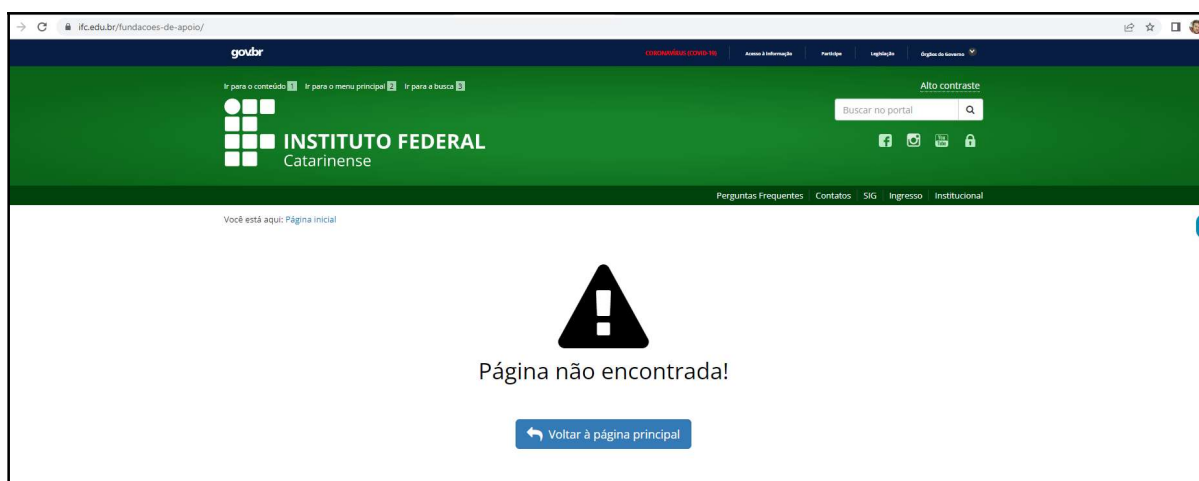 ifc.edu.br/fundacoes-de-apoio/
gov.br
CORONAVÍRUS (COVID-19) Acesso à Informação Participe Legislação Órgãos do Governo
Ir para o conteúdo 1 Ir para o menu principal 2 Ir para a busca 3
Alto contraste
Buscar no portal
INSTITUTO FEDERAL
Catarinense
You Tube
Perguntas Frequentes Contatos SIG Ingresso Institucional
Você está aqui: Página inicial
Página não encontrada!
Voltar à página principal